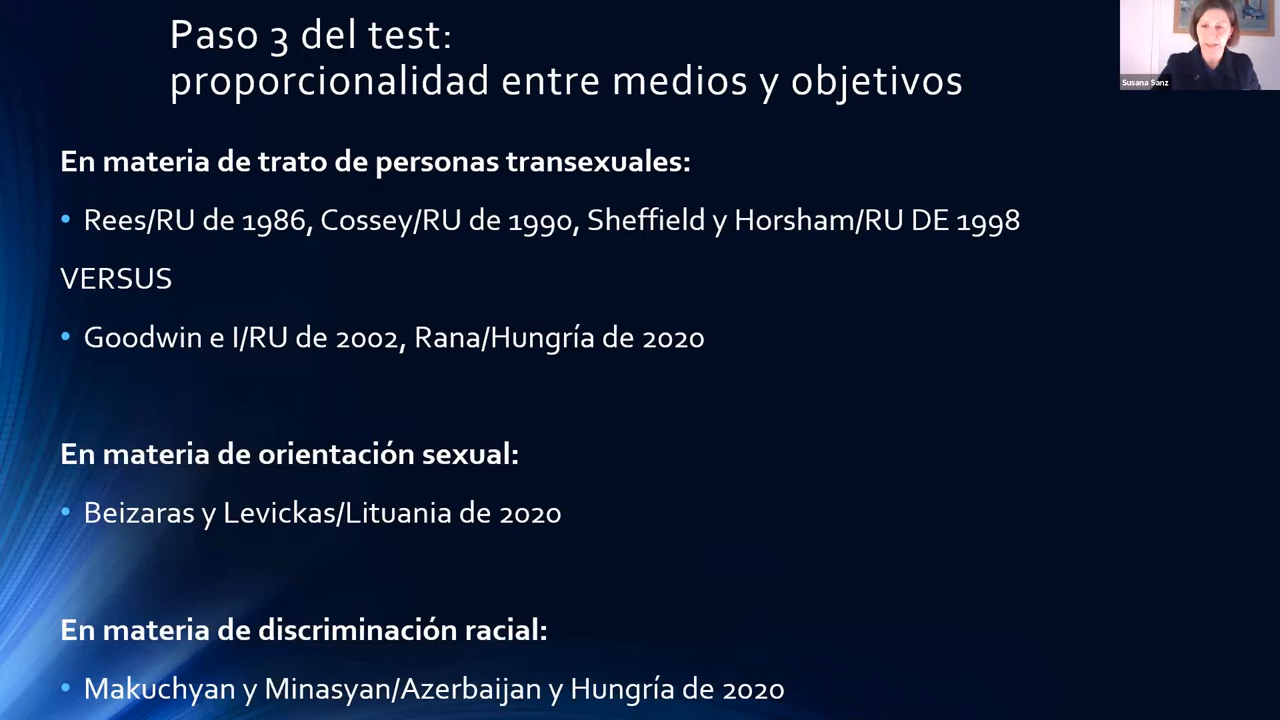 Paso 3 del test:
proporcionalidad entre medios y objetivos
Susana Sanz
En materia de trato de personas transexuales:
• Rees/RU de 1986, Cossey/RU de 1990, Sheffield y Horsham/RU DE 1998
VERSUS
• Goodwin e I/RU de 2002, Rana/Hungría de 2020
En materia de orientación sexual:
• Beizaras y Levickas/Lituania de 2020
En materia de discriminación racial:
• Makuchyan y Minasyan/Azerbaijan y Hungría de 2020